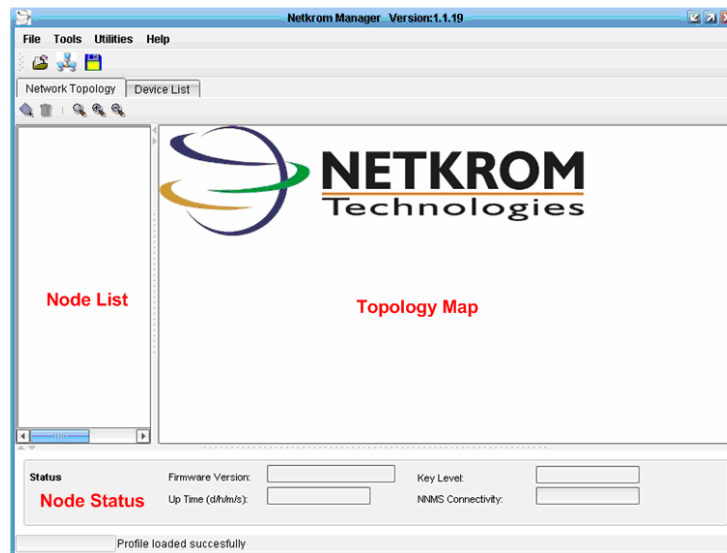 Netkrom Manager Version:1.1.19
File Tools Utilities Help
Network Topology Device List
NETKROM
Technologies
Node List
Topology Map
Status Firmware Version: Key Level:
Node Status Up Time (d/h/m/s): NNMS Connectivity:
Profile loaded succesfully